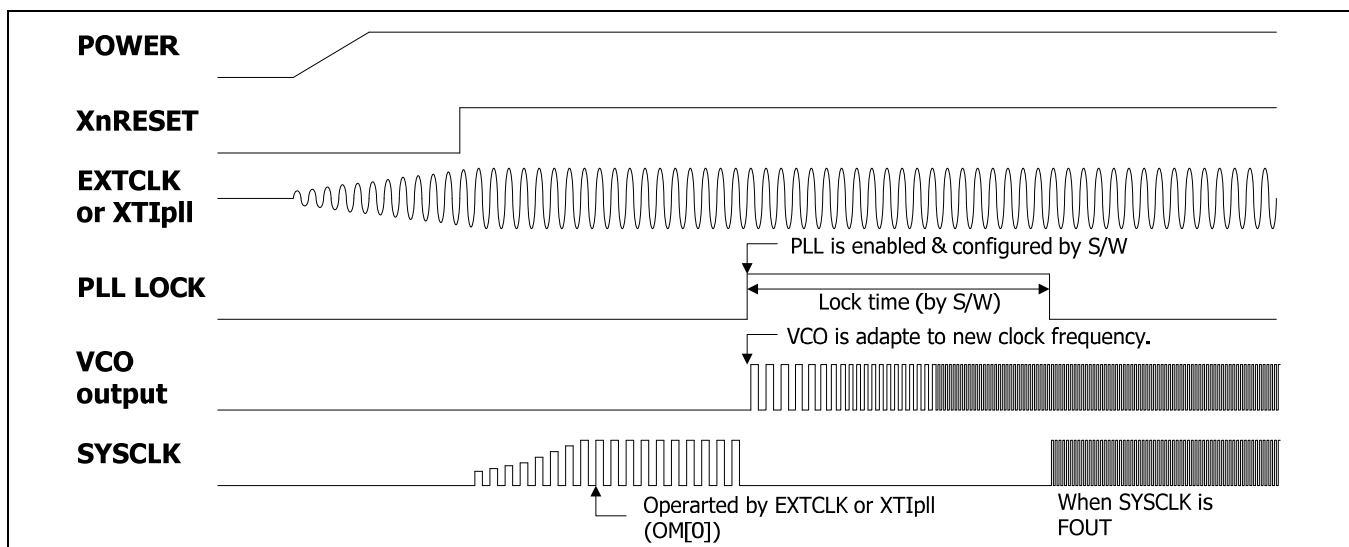 POWER
XnRESET
EXTCLK
or XTIpll
PLL is enabled & configured by S/W
PLL LOCK
Lock time (by S/W)
VCO is adapte to new clock frequency.
VCO
output
SYSCLK
Operarted by EXTCLK or XTIpll
(OM[0])
When SYSCLK is
FOUT